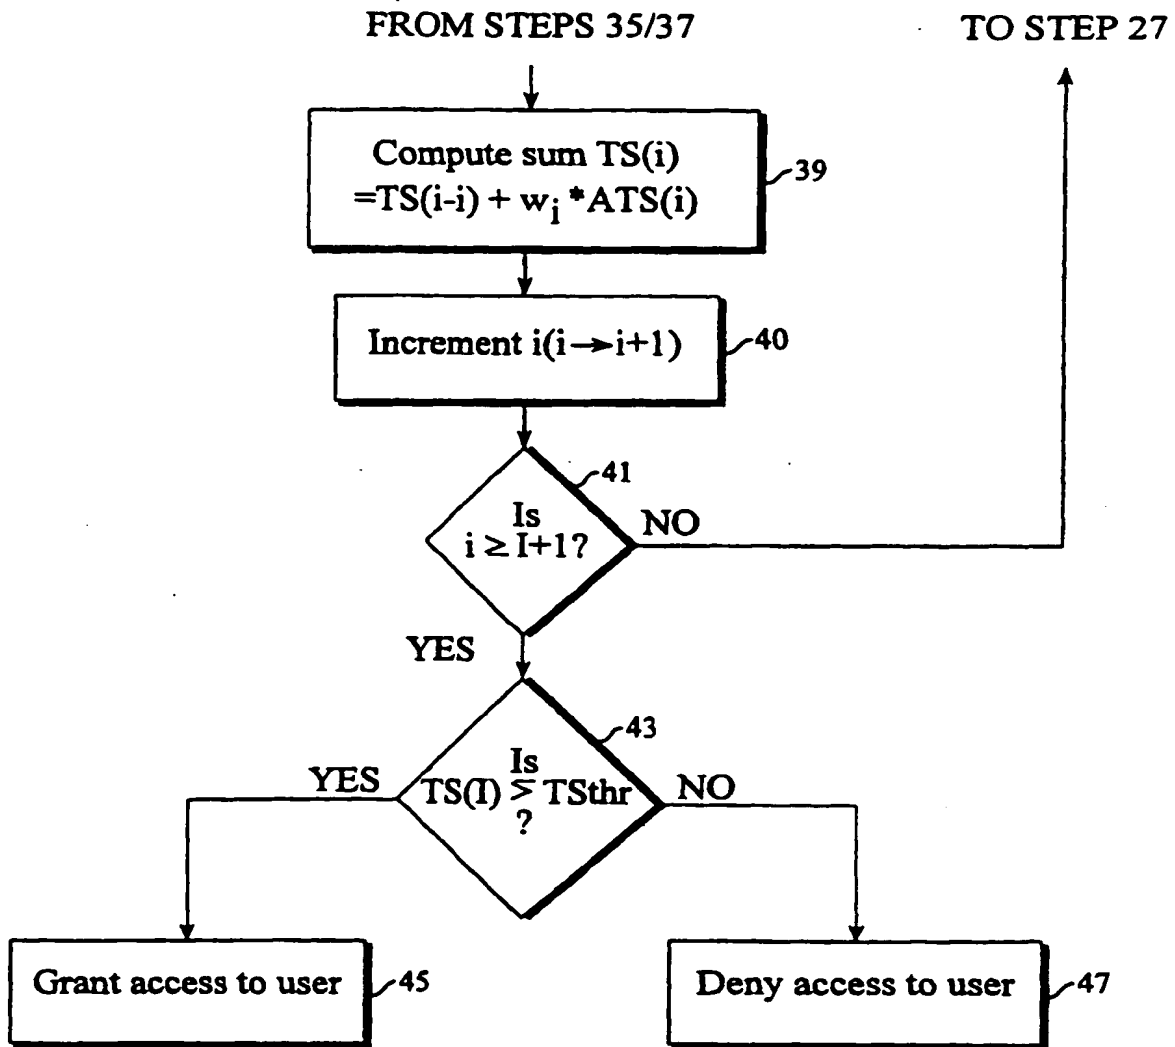 FROM STEPS 35/37
TO STEP 27
Compute sum TS(i)
=TS(i-i) + wᵢ *ATS(i)
39
Increment i(i→i+1)
40
41
Is
i ≥ I+1?
NO
YES
43
Is
TS(I) ≥ TSthr
?
YES
NO
Grant access to user
45
Deny access to user
47